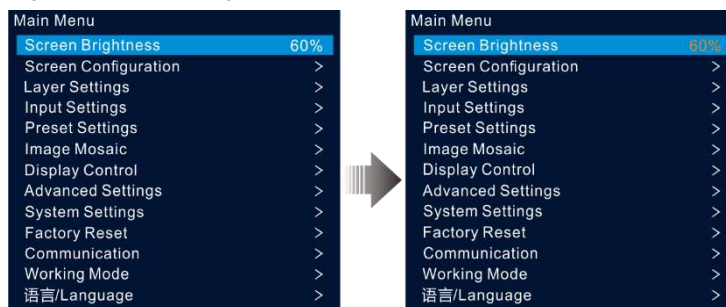 Main Menu
Screen Brightness 60%
Screen Configuration >
Layer Settings >
Input Settings >
Preset Settings >
Image Mosaic >
Display Control >
Advanced Settings >
System Settings >
Factory Reset >
Communication >
Working Mode >
语言/Language >
Main Menu
Screen Brightness 60%
Screen Configuration >
Layer Settings >
Input Settings >
Preset Settings >
Image Mosaic >
Display Control >
Advanced Settings >
System Settings >
Factory Reset >
Communication >
Working Mode >
语言/Language >